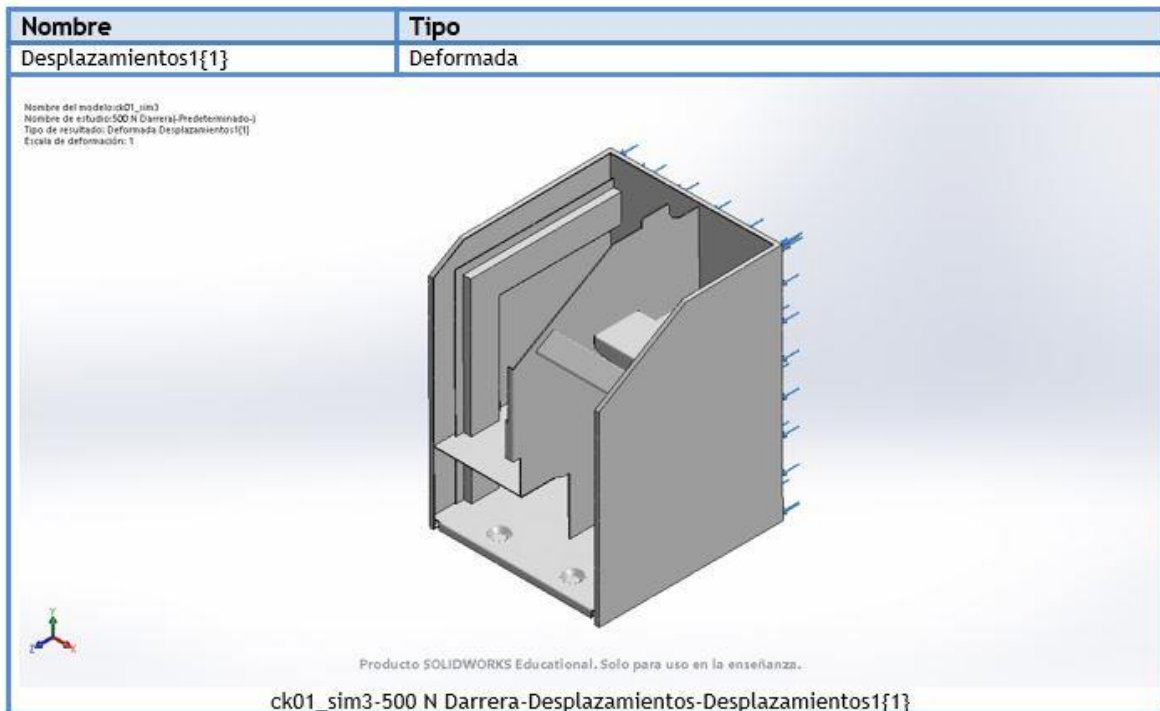 Nombre Tipo
Desplazamientos1{1} Deformada
Nombre del modelo:ck01_sim3
Nombre de estudio:500 N Darrera(-Predeterminado-)
Tipo de resultado: Deformada Desplazamientos1{1}
Escala de deformación: 1
Y
Z X
Producto SOLIDWORKS Educational. Solo para uso en la enseñanza.
ck01_sim3-500 N Darrera-Desplazamientos-Desplazamientos1{1}